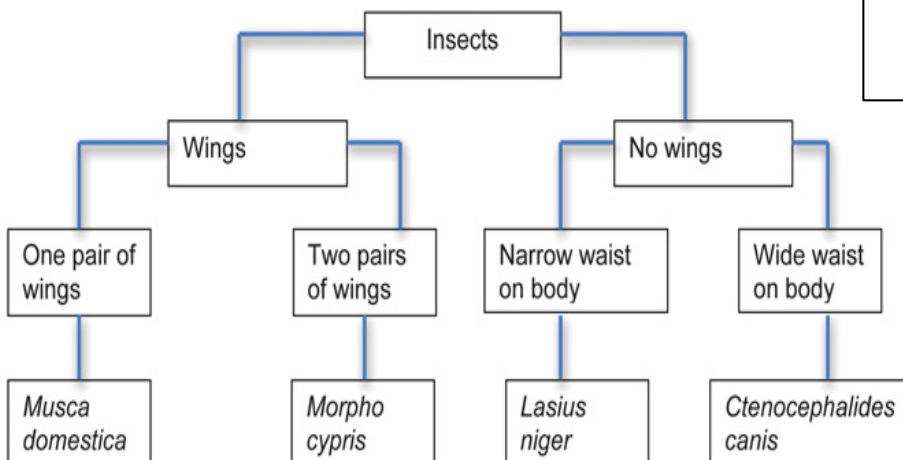 Insects
Wings
No wings
One pair of
wings
Two pairs
of wings
Narrow waist
on body
Wide waist
on body
Musca
domestica
Morpho
cypris
Lasius
niger
Ctenocephalides
canis